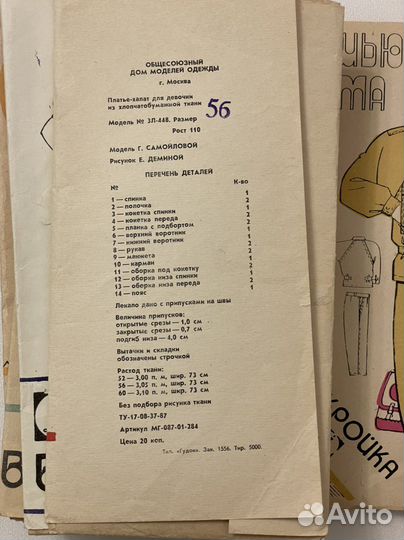 ОБЩЕСОЮЗНЫЙ
ДОМ МОДЕЛЕЙ ОДЕЖДЫ
г. Москва
Платье-халат для девочки
из хлопчатобумажной ткани 56
Модель № ЗЛ-448. Размер
Рост 110
Модель Г. САМОЙЛОВОЙ
Рисунок Е. ДЕМИНОЙ
ПЕРЕЧЕНЬ ДЕТАЛЕЙ
№ К-во
1 — спинка 1
2 — полочка 2
3 — кокетка спинки 1
4 — кокетка переда 2
5 — планка с подбортом 2
6 — верхний воротник 1
7 — нижний воротник 1
8 — рукав 2
9 — манжета 2
10 — карман 2
11 — оборка под кокетку 2
12 — оборка низа спинки 1
13 — оборка низа переда 2
14 — пояс 1
Лекало дано с припусками на швы
Величина припусков:
открытые срезы — 1,0 см
закрытые срезы — 0,7 см
подгиб низа — 4,0 см
Вытачки и складки
обозначены строчкой
Расход ткани:
52 — 3,00 п. м, шир. 73 см
56 — 3,05 п. м, шир. 73 см
60 — 3,10 п. м, шир. 73 см
Без подбора рисунка ткани
ТУ-17-08-37-87
Артикул МГ-087-01-284
Цена 20 коп.
Тип. «Гудок». Зак. 1556. Тир. 5000.
РОЙКА
Avito